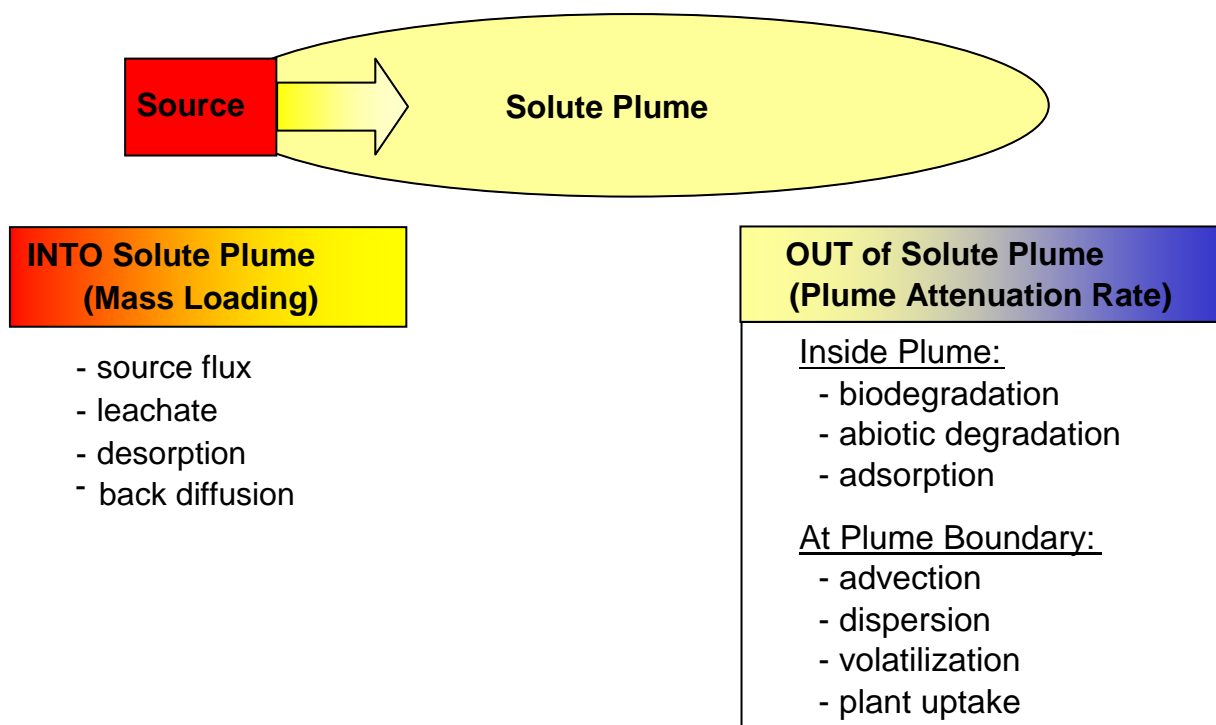 Source
Solute Plume
INTO Solute Plume
(Mass Loading)
- source flux
- leachate
- desorption
- back diffusion
OUT of Solute Plume
(Plume Attenuation Rate)
Inside Plume:
- biodegradation
- abiotic degradation
- adsorption
At Plume Boundary:
- advection
- dispersion
- volatilization
- plant uptake